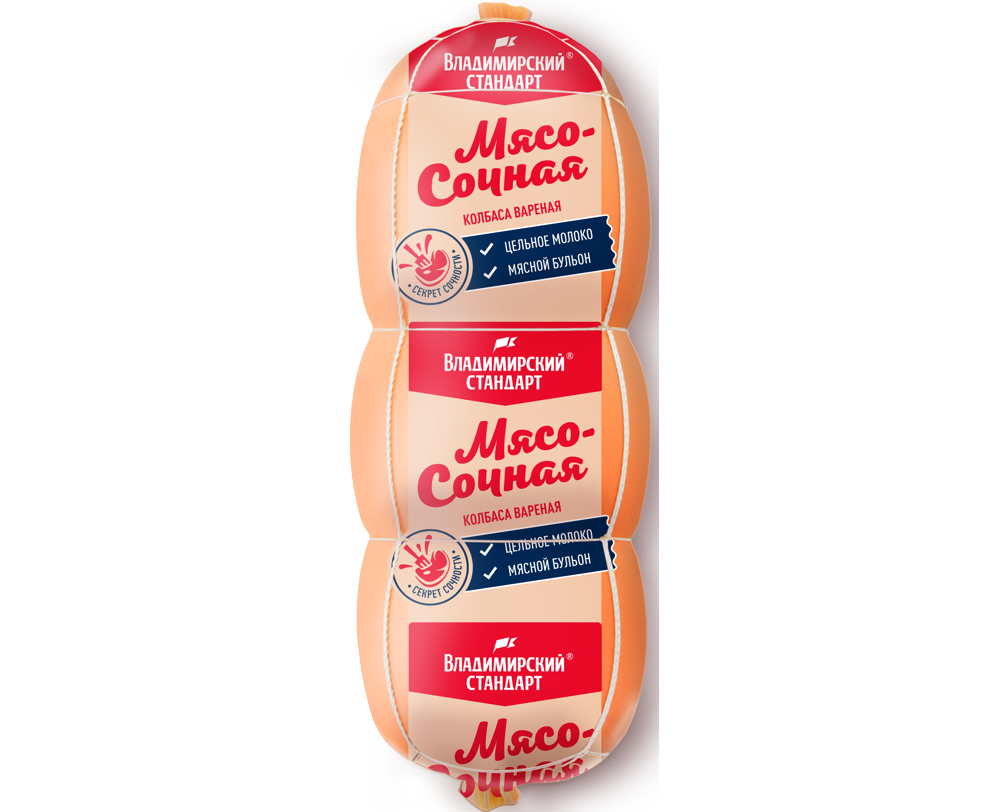 Владимирский®
СТАНДАРТ
Мясо-
Сочная
КОЛБАСА ВАРЕНАЯ
ЦЕЛЬНОЕ МОЛОКО
МЯСНОЙ БУЛЬОН
• СЕКРЕТ СОЧНОСТИ •
Владимирский®
СТАНДАРТ
Мясо-
Сочная
КОЛБАСА ВАРЕНАЯ
ЦЕЛЬНОЕ МОЛОКО
МЯСНОЙ БУЛЬОН
• СЕКРЕТ СОЧНОСТИ •
Владимирский®
СТАНДАРТ
Мясо-
Сочная